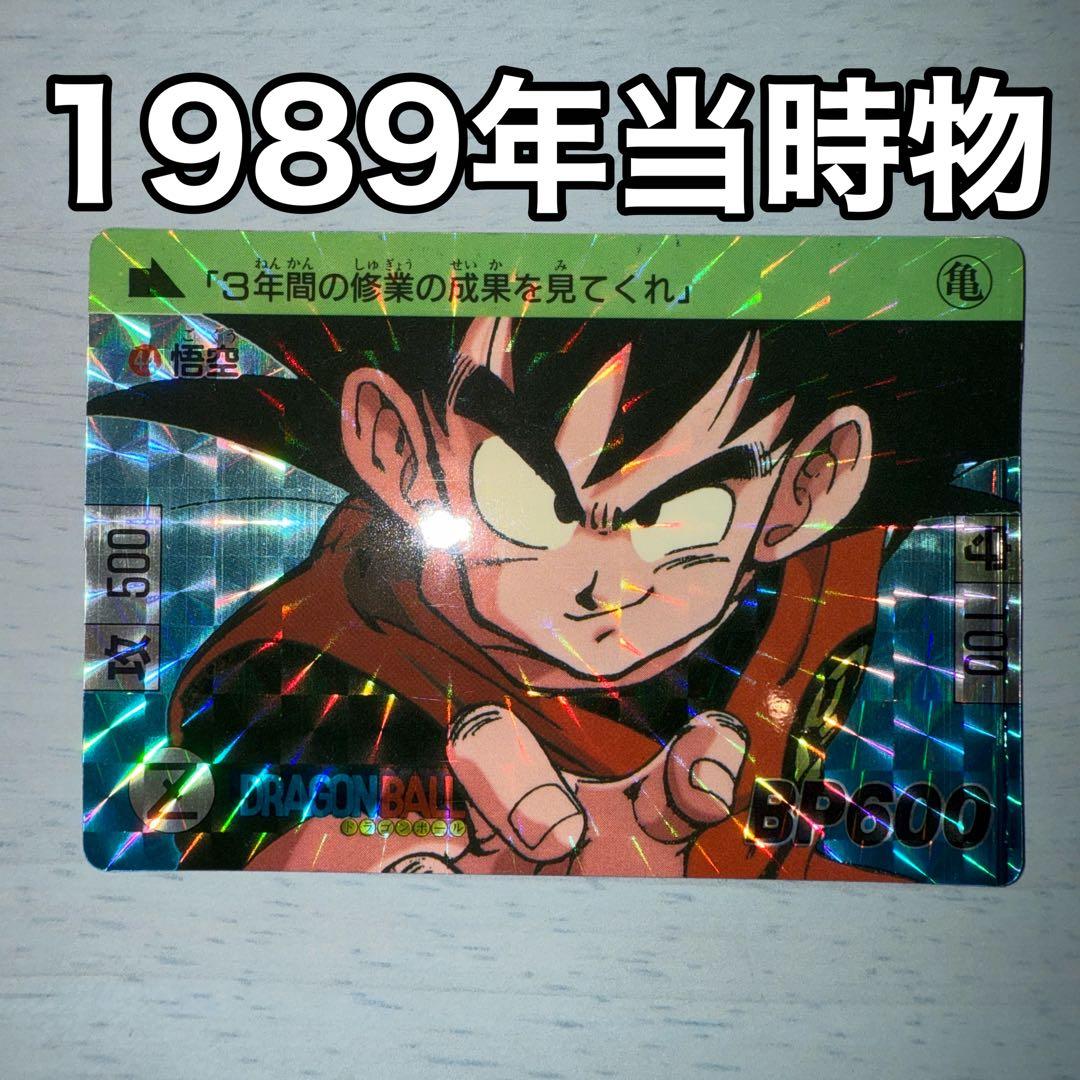 1989年当時物
「3年間の修業の成果を見てくれ」
ねんかん しゅぎょう せいか み
亀
ごくう
悟空
攻 500
守 100
Z
DRAGON BALL
ドラゴンボール
BP600